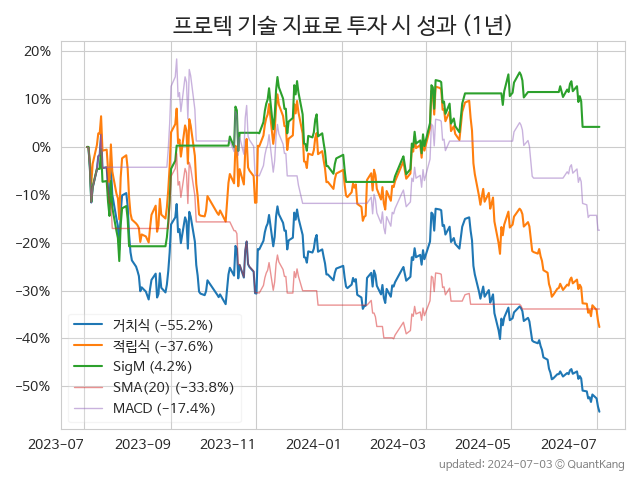 프로텍 기술 지표로 투자 시 성과 (1년)
20%
10%
0%
−10%
−20%
−30%
−40%
−50%
거치식 (−55.2%)
적립식 (−37.6%)
SigM (4.2%)
SMA(20) (−33.8%)
MACD (−17.4%)
2023-07 2023-09 2023-11 2024-01 2024-03 2024-05 2024-07
updated: 2024-07-03 © QuantKang